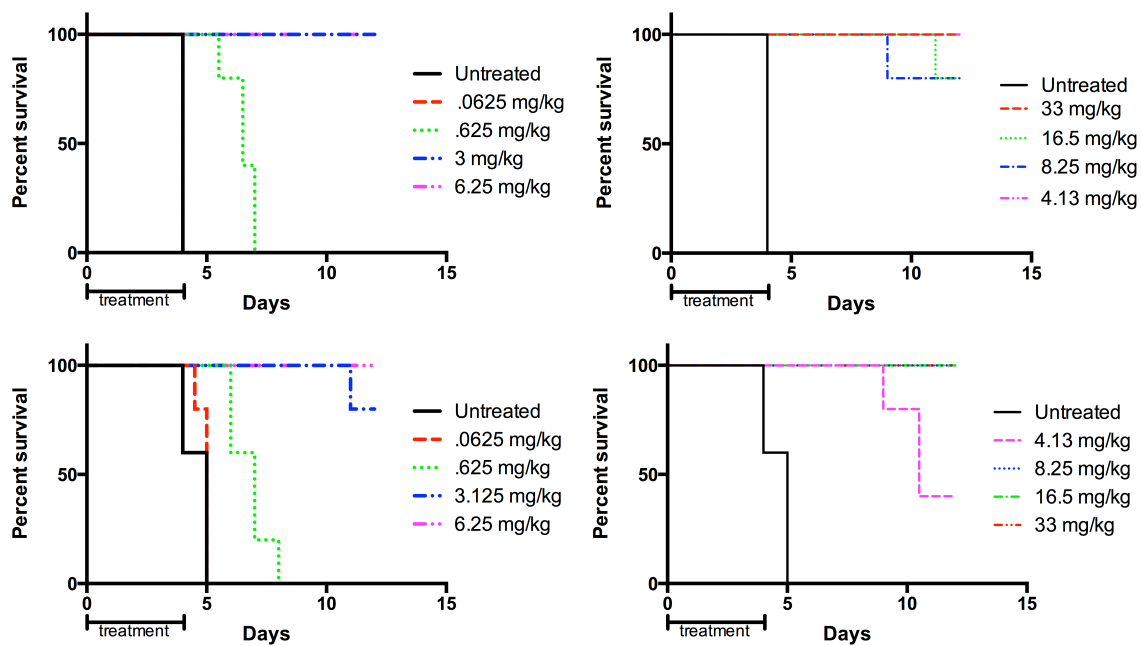 Percent survival
100
50
0
0
5
10
15
treatment
Days
Untreated
.0625 mg/kg
.625 mg/kg
3 mg/kg
6.25 mg/kg
Percent survival
100
50
0
0
5
10
15
treatment
Days
Untreated
33 mg/kg
16.5 mg/kg
8.25 mg/kg
4.13 mg/kg
Percent survival
100
50
0
0
5
10
15
treatment
Days
Untreated
.0625 mg/kg
.625 mg/kg
3.125 mg/kg
6.25 mg/kg
Percent survival
100
50
0
0
5
10
15
treatment
Days
Untreated
4.13 mg/kg
8.25 mg/kg
16.5 mg/kg
33 mg/kg